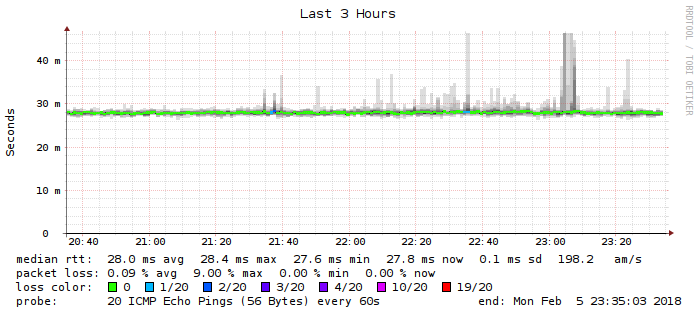 Last 3 Hours
RRDTOOL / TOBI OETIKER
Seconds
40 m
30 m
20 m
10 m
0
20:40 21:00 21:20 21:40 22:00 22:20 22:40 23:00 23:20
median rtt: 28.0 ms avg 28.4 ms max 27.6 ms min 27.8 ms now 0.1 ms sd 198.2 am/s
packet loss: 0.09 % avg 9.00 % max 0.00 % min 0.00 % now
loss color: 0 1/20 2/20 3/20 4/20 10/20 19/20
probe: 20 ICMP Echo Pings (56 Bytes) every 60s end: Mon Feb 5 23:35:03 2018